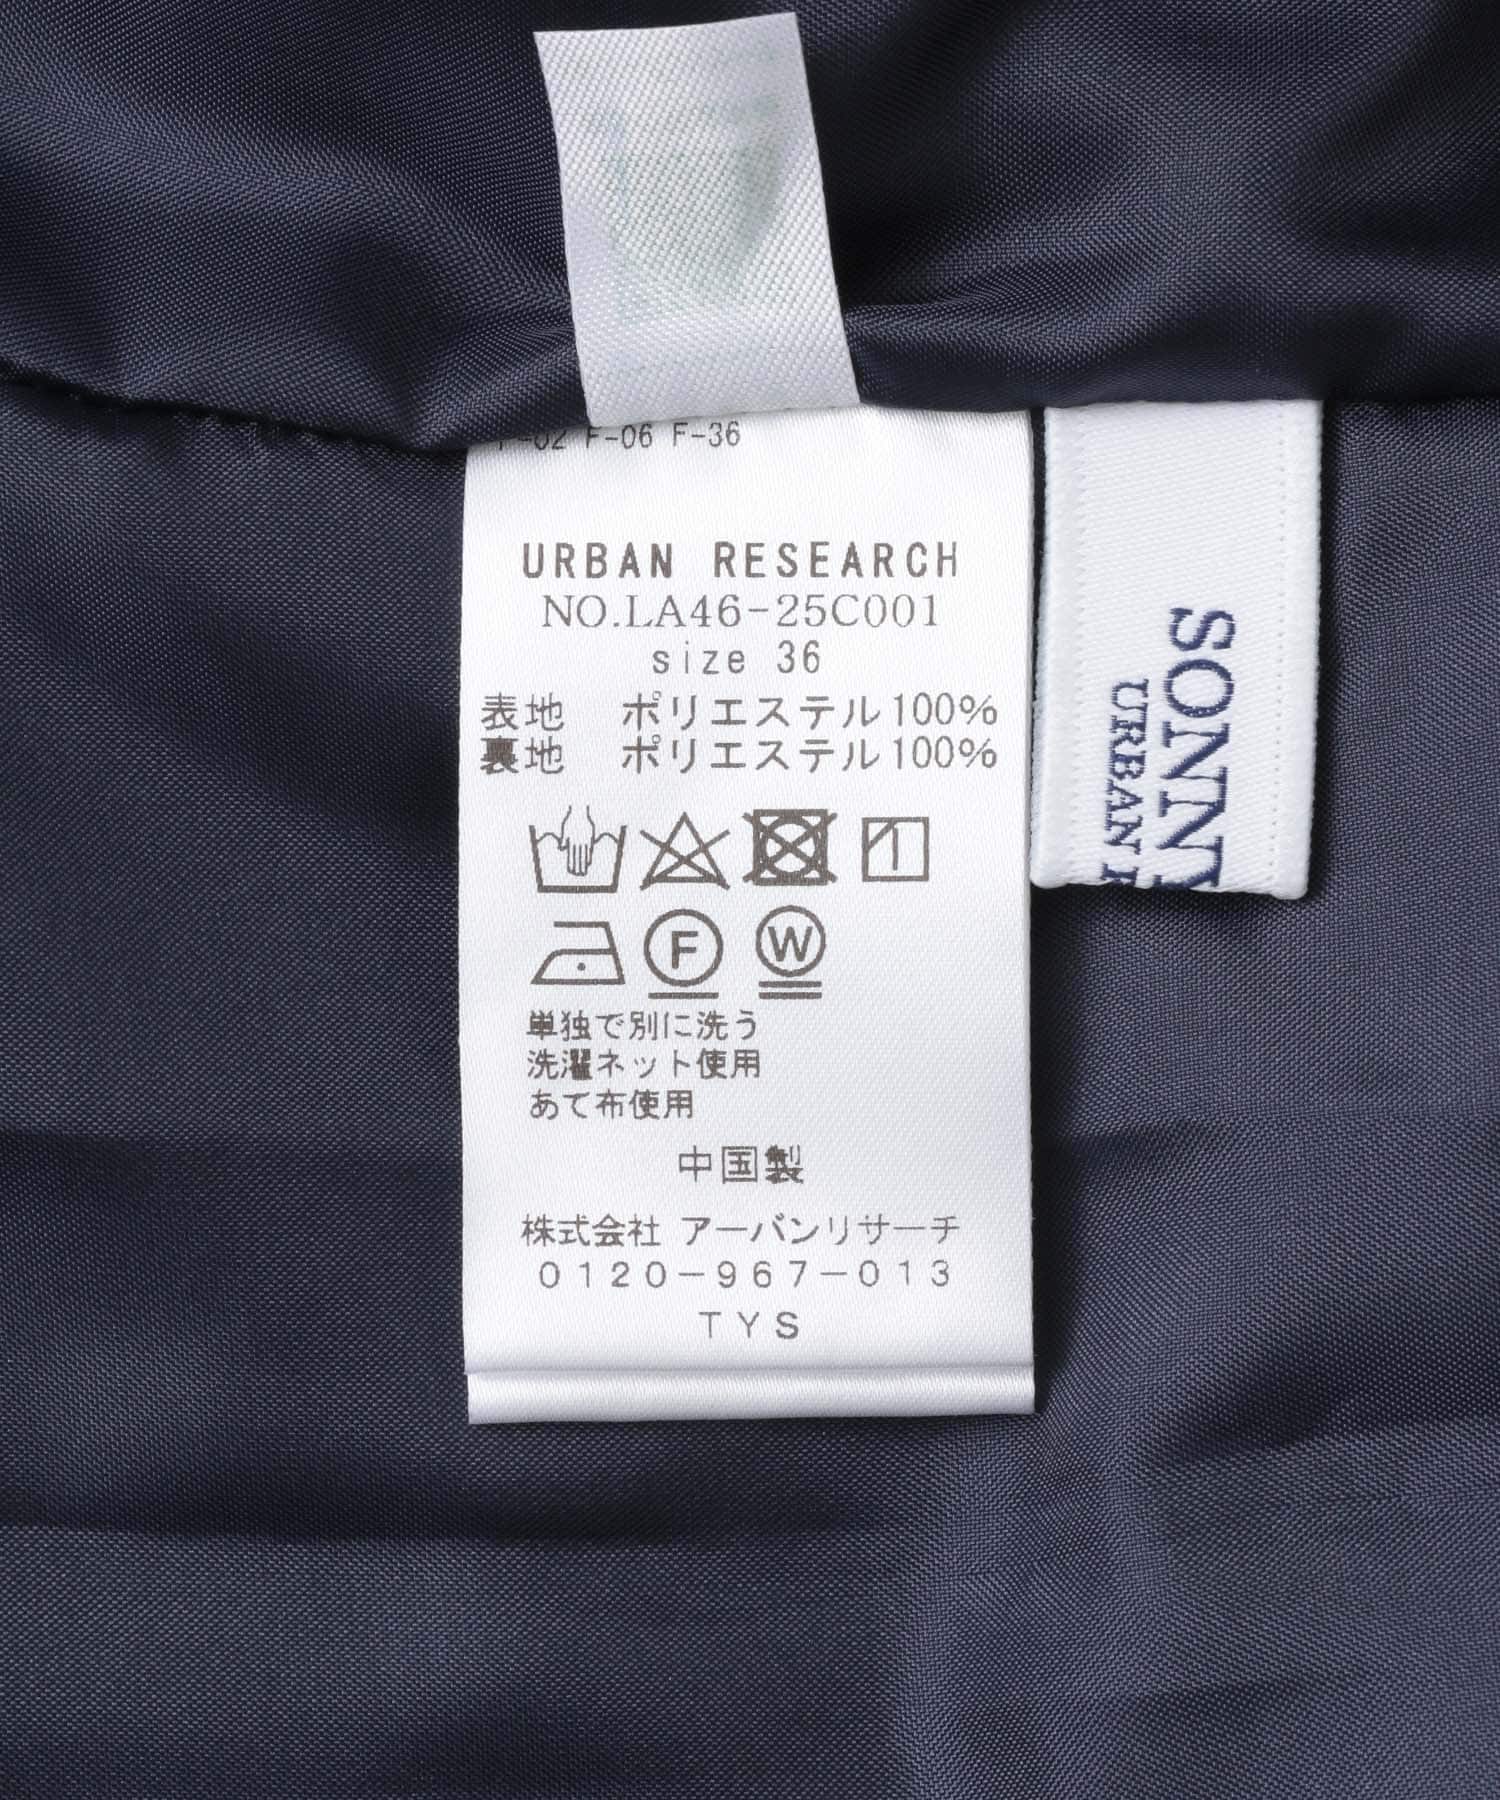 F-02 F-06 F-36
URBAN RESEARCH
NO.LA46-25C001
size 36
表地 ポリエステル100%
裏地 ポリエステル100%
F W
単独で別に洗う
洗濯ネット使用
あて布使用
中国製
株式会社 アーバンリサーチ
0120-967-013
TYS
SONNY
URBAN